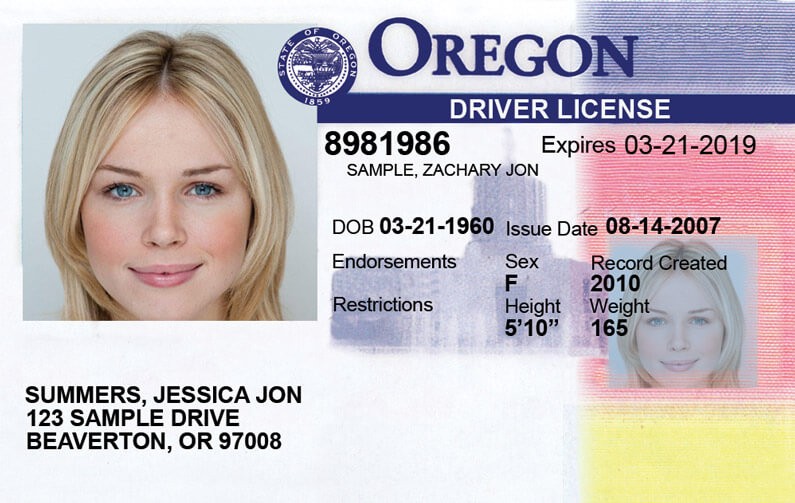 STATE OF OREGON
1859
OREGON
DRIVER LICENSE
8981986 Expires 03-21-2019
SAMPLE, ZACHARY JON
DOB 03-21-1960 Issue Date 08-14-2007
Endorsements Sex Record Created
F 2010
Restrictions Height Weight
5'10” 165
SUMMERS, JESSICA JON
123 SAMPLE DRIVE
BEAVERTON, OR 97008